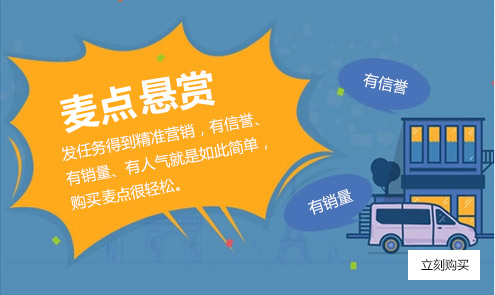 麦点悬赏
发任务得到精准营销，有信誉、
有销量、有人气就是如此简单，
购买麦点很轻松。
有信誉
有销量
立刻购买